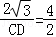 2√3/CD = 4/2